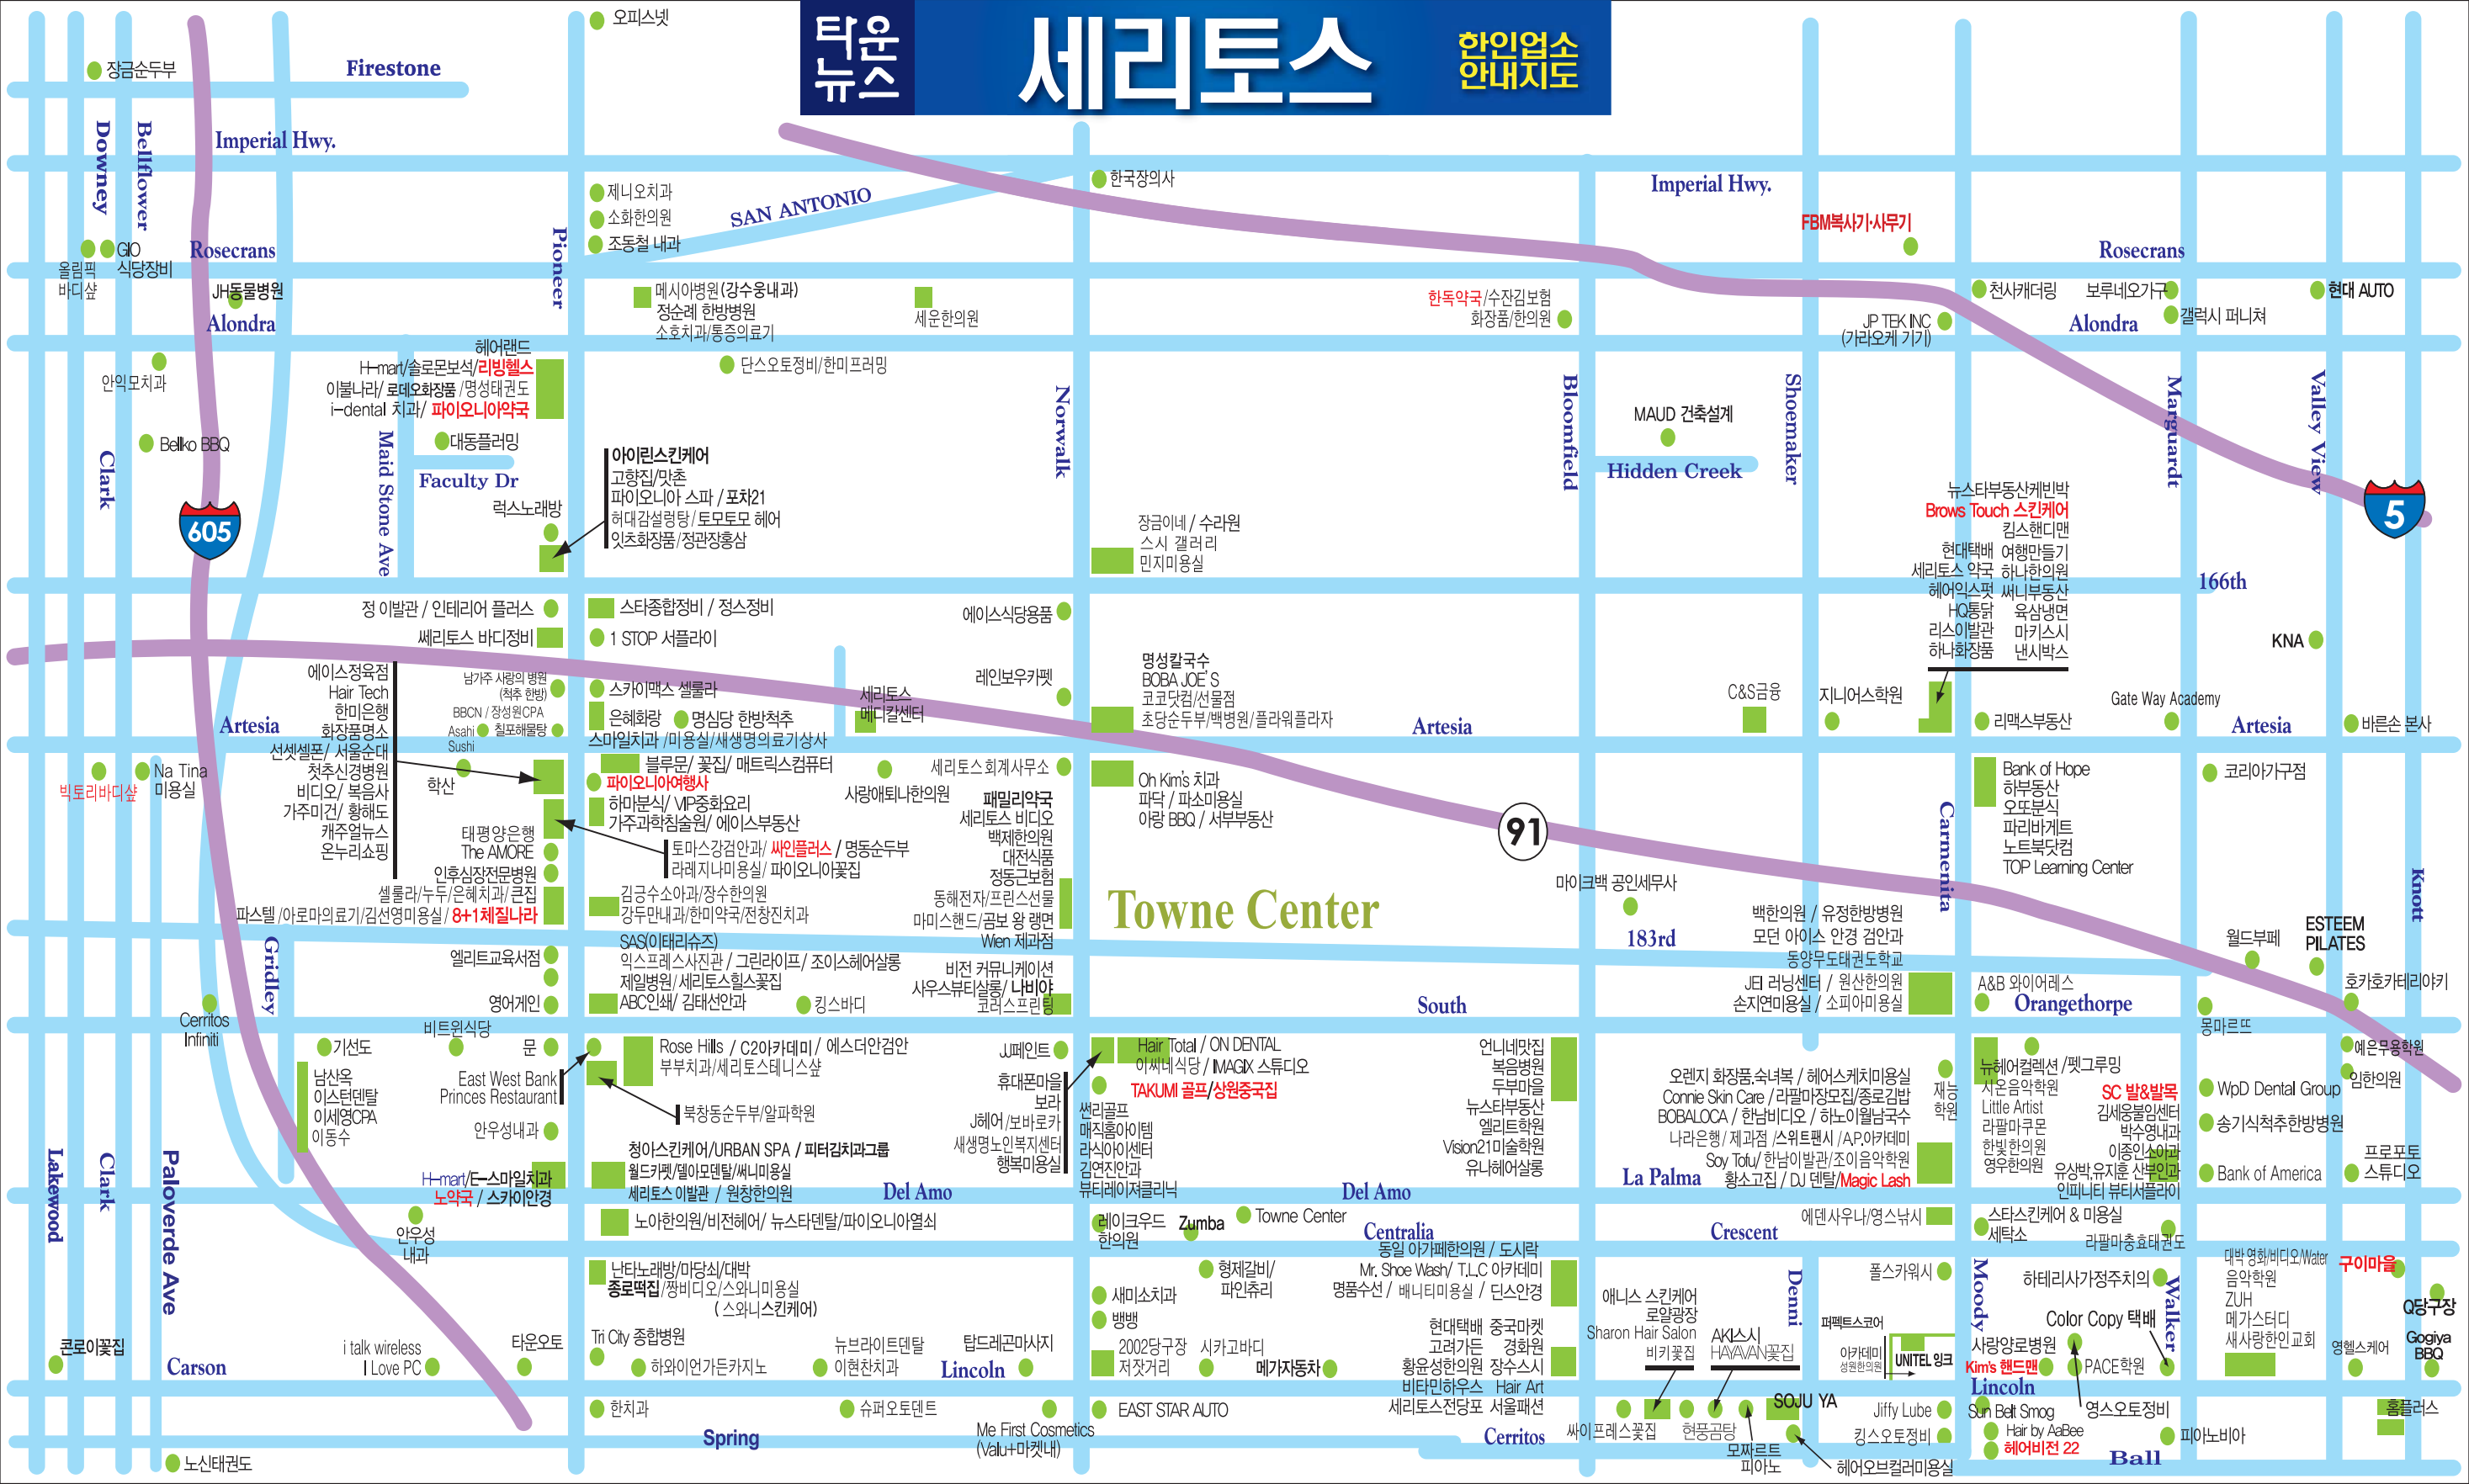 타운
뉴스
세리토스
한인업소
안내지도
오피스넷
장금순두부
Firestone
Downey
Bellflower
Imperial Hwy.
제니오치과
소화한의원
조동철 내과
SAN ANTONIO
한국장의사
Imperial Hwy.
FBM복사기·사무기
Pioneer
GIO
식당장비
올림픽
바디샾
Rosecrans
Rosecrans
JH동물병원
Alondra
메시아병원(강수웅내과)
정순례 한방병원
소호치과/통증의료기
세운한의원
한독약국/수잔김보험
화장품/한의원
천사캐더링
보루네오가구
현대 AUTO
JP TEK INC
(가라오케 기기)
Alondra
갤럭시 퍼니쳐
안익모치과
헤어랜드
H-mart/솔로몬보석/리빙헬스
이불나라/ 로데오화장품 /명성태권도
i-dental 치과/ 파이오니아약국
단스오토정비/한미프러밍
Bellko BBQ
Clark
Maid Stone Ave
대동플러밍
Faculty Dr
Norwalk
Bloomfield
Shoemaker
Marguardt
Valley View
MAUD 건축설계
Hidden Creek
605
5
럭스노래방
아이린스킨케어
고향집/맛촌
파이오니아 스파 / 포차21
허대감설렁탕/토모토모 헤어
잇츠화장품/정관장홍삼
장금이네 / 수라원
스시 갤러리
민지미용실
뉴스타부동산케빈박
Brows Touch 스킨케어
킴스핸디맨
현대택배 여행만들기
세리토스 약국 하나한의원
헤어익스펏 써니부동산
HQ통닭 육삼냉면
리스이발관 마키스시
하나화장품 낸시박스
166th
정 이발관 / 인테리어 플러스
쎄리토스 바디정비
스타종합정비 / 정스정비
1 STOP 서플라이
에이스식당용품
KNA
에이스정육점
Hair Tech
한미은행
화장품명소
선셋셀폰/ 서울순대
첫추신경병원
비디오/ 복음사
가주미건/ 황해도
캐주얼뉴스
온누리쇼핑
남가주 사랑의 병원
(척추 한방)
BBCN / 장성원CPA
Asahi
Sushi
칠포해물탕
학산
스카이맥스 셀룰라
은혜화랑
명심당 한방척추
스마일치과 /미용실/새생명의료기상사
세리토스
메디칼센터
레인보우카펫
명성칼국수
BOBA JOE'S
코코닷컴/선물점
초당순두부/백병원/플라워플라자
C&S금융
지니어스학원
리맥스부동산
Gate Way Academy
바른손 본사
Artesia
Artesia
Artesia
빅토리바디샾
Na Tina
미용실
블루문/ 꽃집/ 매트릭스컴퓨터
파이오니아여행사
하마분식/ VIP중화요리
가주과학침술원/ 에이스부동산
사랑애퇴나한의원
세리토스회계사무소
패밀리약국
세리토스 비디오
백제한의원
대전식품
정동근보험
동해전자/프린스선물
마미스핸드/곰보 왕 랭면
Wien 제과점
Oh Kim's 치과
파닥 / 파소미용실
아랑 BBQ / 서부부동산
91
Carmenita
Bank of Hope
하부동산
오또분식
파리바게트
노트북닷컴
TOP Learning Center
코리아가구점
Knott
태평양은행
The AMORE
인후심장전문병원
셀룰라/누두/은혜치과/큰집
파스텔/아로마의료기/김선영미용실/8+1체질나라
토마스강검안과/ 싸인플러스 / 명동순두부
라레지나미용실/ 파이오니아꽃집
김긍수소아과/장수한의원
강두만내과/한미약국/전창진치과
Towne Center
마이크백 공인세무사
183rd
백한의원 / 유정한방병원
모던 아이스 안경 검안과
동양무도태권도학교
JEI 러닝센터 / 원산한의원
손지연미용실 / 소피아미용실
A&B 와이어레스
Orangethorpe
월드부페
ESTEEM
PILATES
호카호카테리야키
몽마르뜨
Gridley
엘리트교육서점
영어게인
SAS(이태리슈즈)
익스프레스사진관 / 그린라이프/ 조이스헤어살롱
제일병원/세리토스힐스꽃집
ABC인쇄/ 김태선안과
킹스바디
비전 커뮤니케이션
사우스뷰티살롱/ 나비야
코리스프린팅
South
Cerritos
Infiniti
비트윈식당
기선도
문
남산옥
이스턴덴탈
이세영CPA
이동수
East West Bank
Princes Restaurant
안우성내과
Rose Hills / C2아카데미/ 에스더안검안
부부치과/세리토스테니스샾
북창동순두부/알파학원
JJ페인트
휴대폰마을
보라
J헤어/보바로카
새생명노인복지센터
행복미용실
Hair Total / ON DENTAL
이씨네식당 / IMAGIX 스튜디오
TAKUMI 골프/상원중국집
썬리골프
매직홈아이템
라식아이센터
김연진안과
뷰티레이저클리닉
언니네맛집
복음병원
두부마을
뉴스타부동산
엘리트학원
Vision21미술학원
유나헤어살롱
오렌지 화장품,숙녀복 / 헤어스케치미용실
Connie Skin Care / 라팔마장모집/종로김밥
BOBALOCA / 한남비디오 / 하노이월남국수
나라은행/ 제과점 /스위트팬시 /A.P.아카데미
Soy Tofu/ 한남이발관/조이음악학원
황소고집 / DJ 덴탈/Magic Lash
재능
학원
뉴헤어컬렉션 /펫그루밍
시온음악학원
Little Artist
라팔마쿠몬
한빛한의원
영우한의원
SC 발&발목
김세웅불임센터
박수영내과
이종인소아과
유상박,유지훈 산부인과
인피니티 뷰티서플라이
예은무용학원
임한의원
WpD Dental Group
송기식척추한방병원
Bank of America
프로포토
스튜디오
Lakewood
Clark
Paloverde Ave
H-mart/E-스마일치과
노약국 / 스카이안경
청아스킨케어/URBAN SPA / 피터김치과그룹
월드카펫/델아모덴탈/써니미용실
세리토스 이발관 / 원창한의원
Del Amo
Del Amo
La Palma
안우성
내과
노아한의원/비전헤어/ 뉴스타덴탈/파이오니아열쇠
레이크우드
한의원
Zumba
Towne Center
Centralia
Crescent
에덴사우나/영스낚시
스타스킨케어 & 미용실
세탁소
라팔마충효태권도
난타노래방/마당쇠/대박
종로떡집/짱비디오/스와니미용실
( 스와니스킨케어)
새미소치과
뱅뱅
형제갈비/
파인츄리
동일 아가페한의원 / 도시락
Mr. Shoe Wash/ T.L.C 아카데미
명품수선 / 배니티미용실 / 딘스안경
애니스 스킨케어
로얄광장
Sharon Hair Salon
비키꽃집
AKI스시
HAYAVAN꽃집
Denni
폴스카워시
퍼펙트스코어
아카데미
성원한의원
UNITEL 잉크
Moody
하테리사가정주치의
Walker
Color Copy 택배
사랑양로병원
Kim's 핸드맨
PACE학원
대박 영화/비디오/Water
음악학원
ZUH
메가스터디
새사랑한인교회
구이마을
Q당구장
Gogiya
BBQ
영헬스케어
콘로이꽃집
Carson
i talk wireless
I Love PC
타운오토
Tri City 종합병원
하와이언가든카지노
뉴브라이트덴탈
이현찬치과
탑드레곤마사지
Lincoln
2002당구장
저잣거리
시카고바디
메가자동차
현대택배 중국마켓
고려가든 경화원
황윤성한의원 장수스시
비타민하우스 Hair Art
세리토스전당포 서울패션
Lincoln
한치과
슈퍼오토덴트
Me First Cosmetics
(Valu+마켓내)
EAST STAR AUTO
싸이프레스꽃집
현풍곰탕
모짜르트
피아노
SOJU YA
헤어오브컬러미용실
Jiffy Lube
킹스오토정비
Sun Belt Smog
Hair by AaBee
헤어비전 22
영스오토정비
피아노비아
홈플러스
Spring
Cerritos
Ball
노신태권도